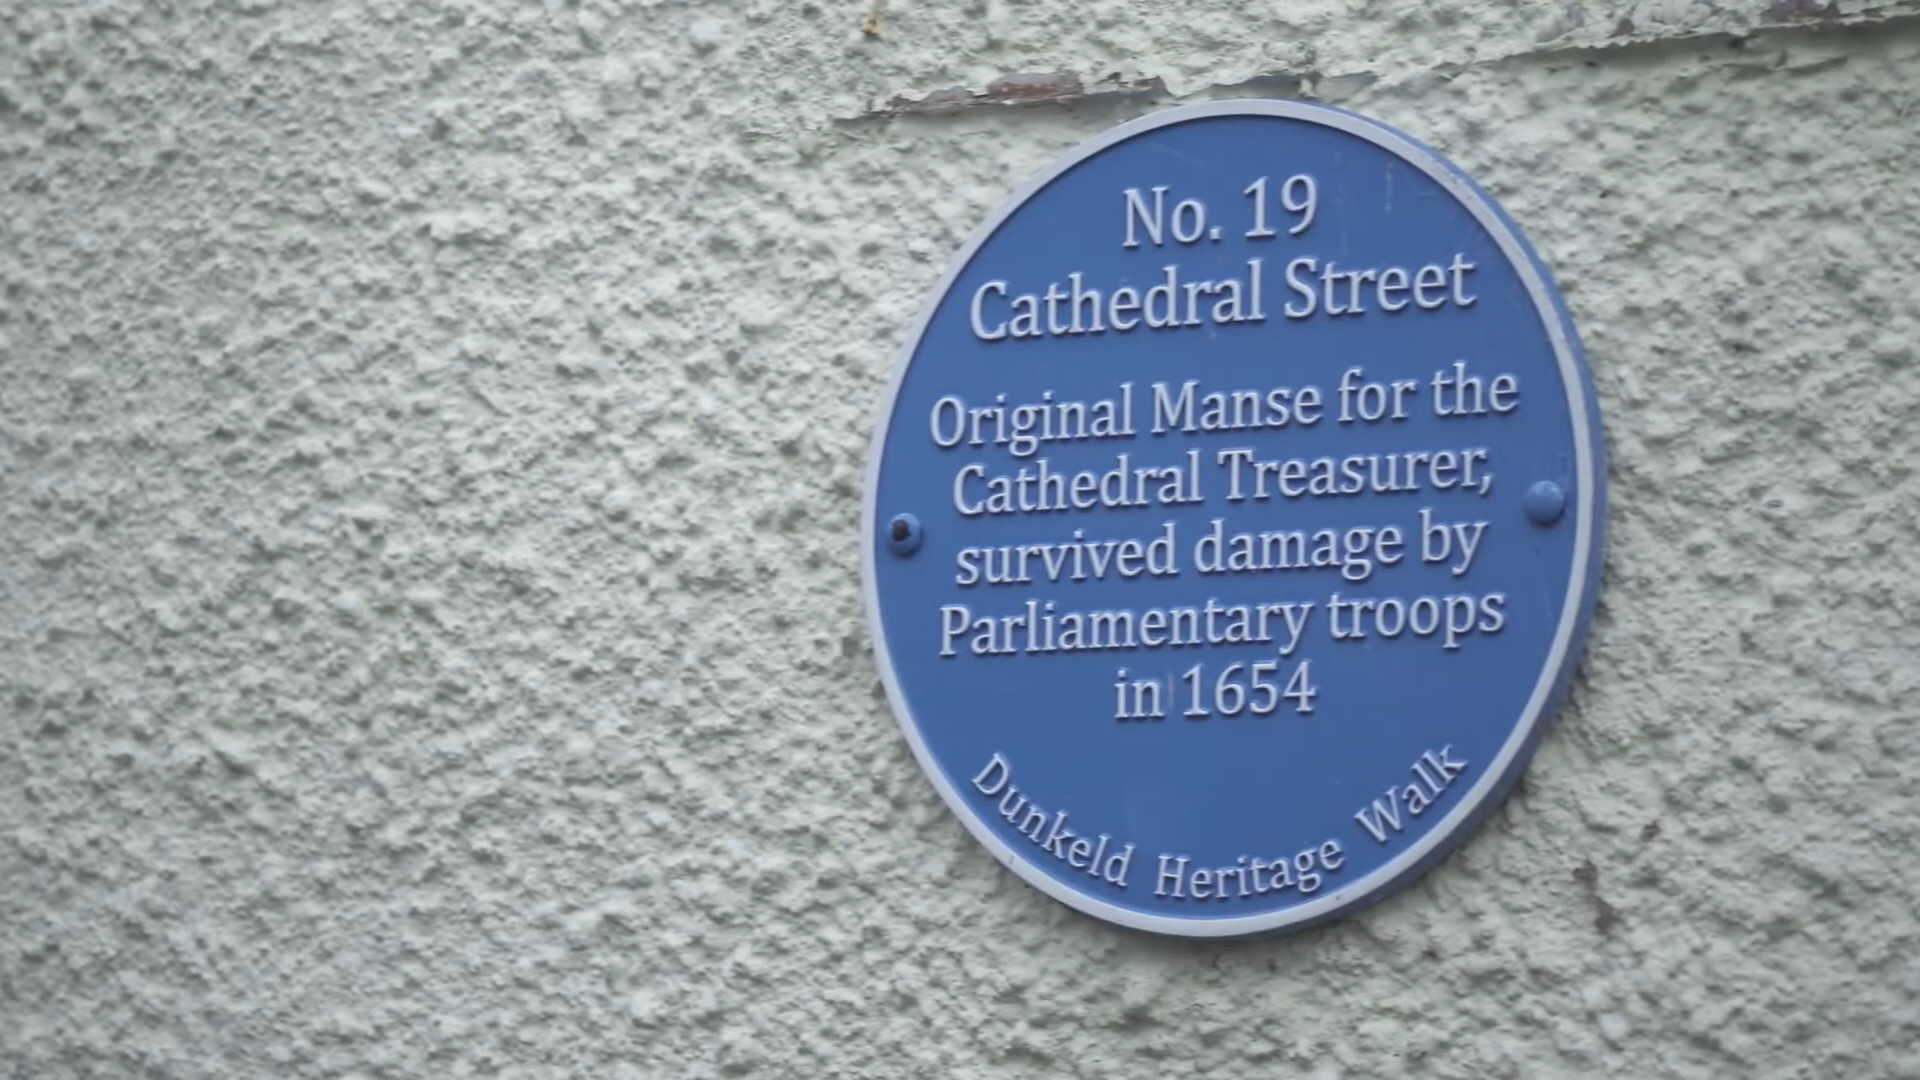 No. 19
Cathedral Street
Original Manse for the
Cathedral Treasurer,
survived damage by
Parliamentary troops
in 1654
Dunkeld Heritage Walk